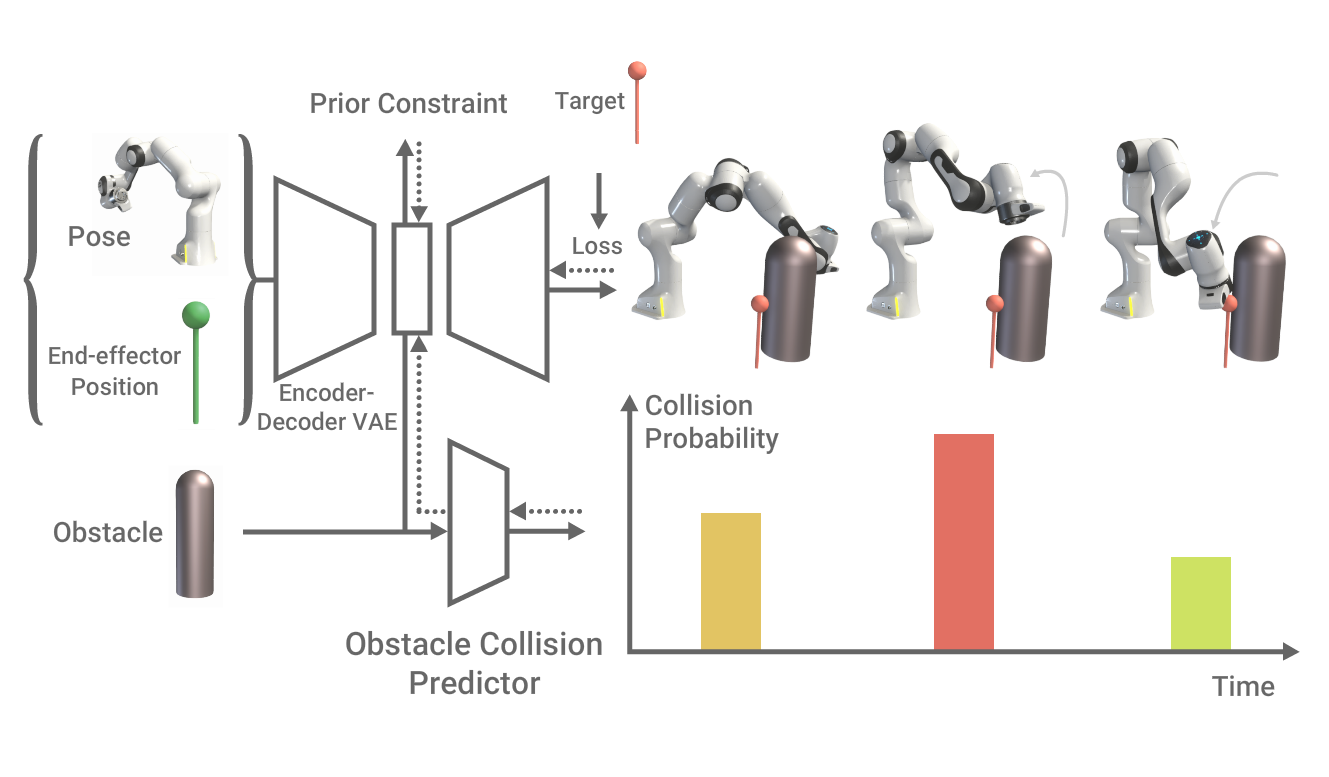 Prior Constraint
Target
Pose
Loss
End-effector
Position
Encoder-
Decoder VAE
Collision
Probability
Obstacle
Obstacle Collision
Predictor
Time